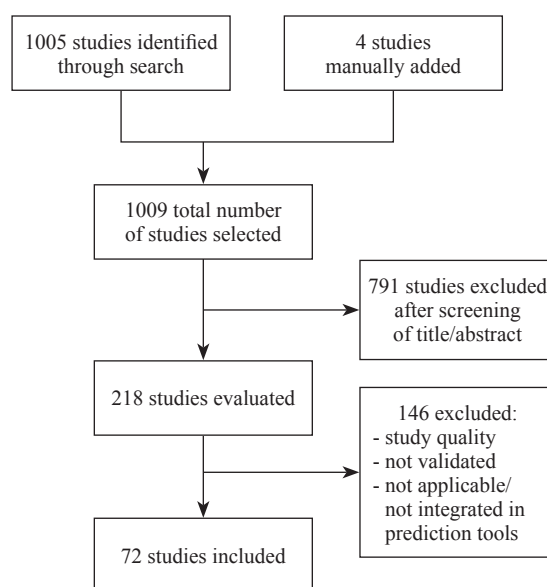 1005 studies identified
through search
4 studies
manually added
1009 total number
of studies selected
791 studies excluded
after screening
of title/abstract
218 studies evaluated
146 excluded:
- study quality
- not validated
- not applicable/
not integrated in
prediction tools
72 studies included